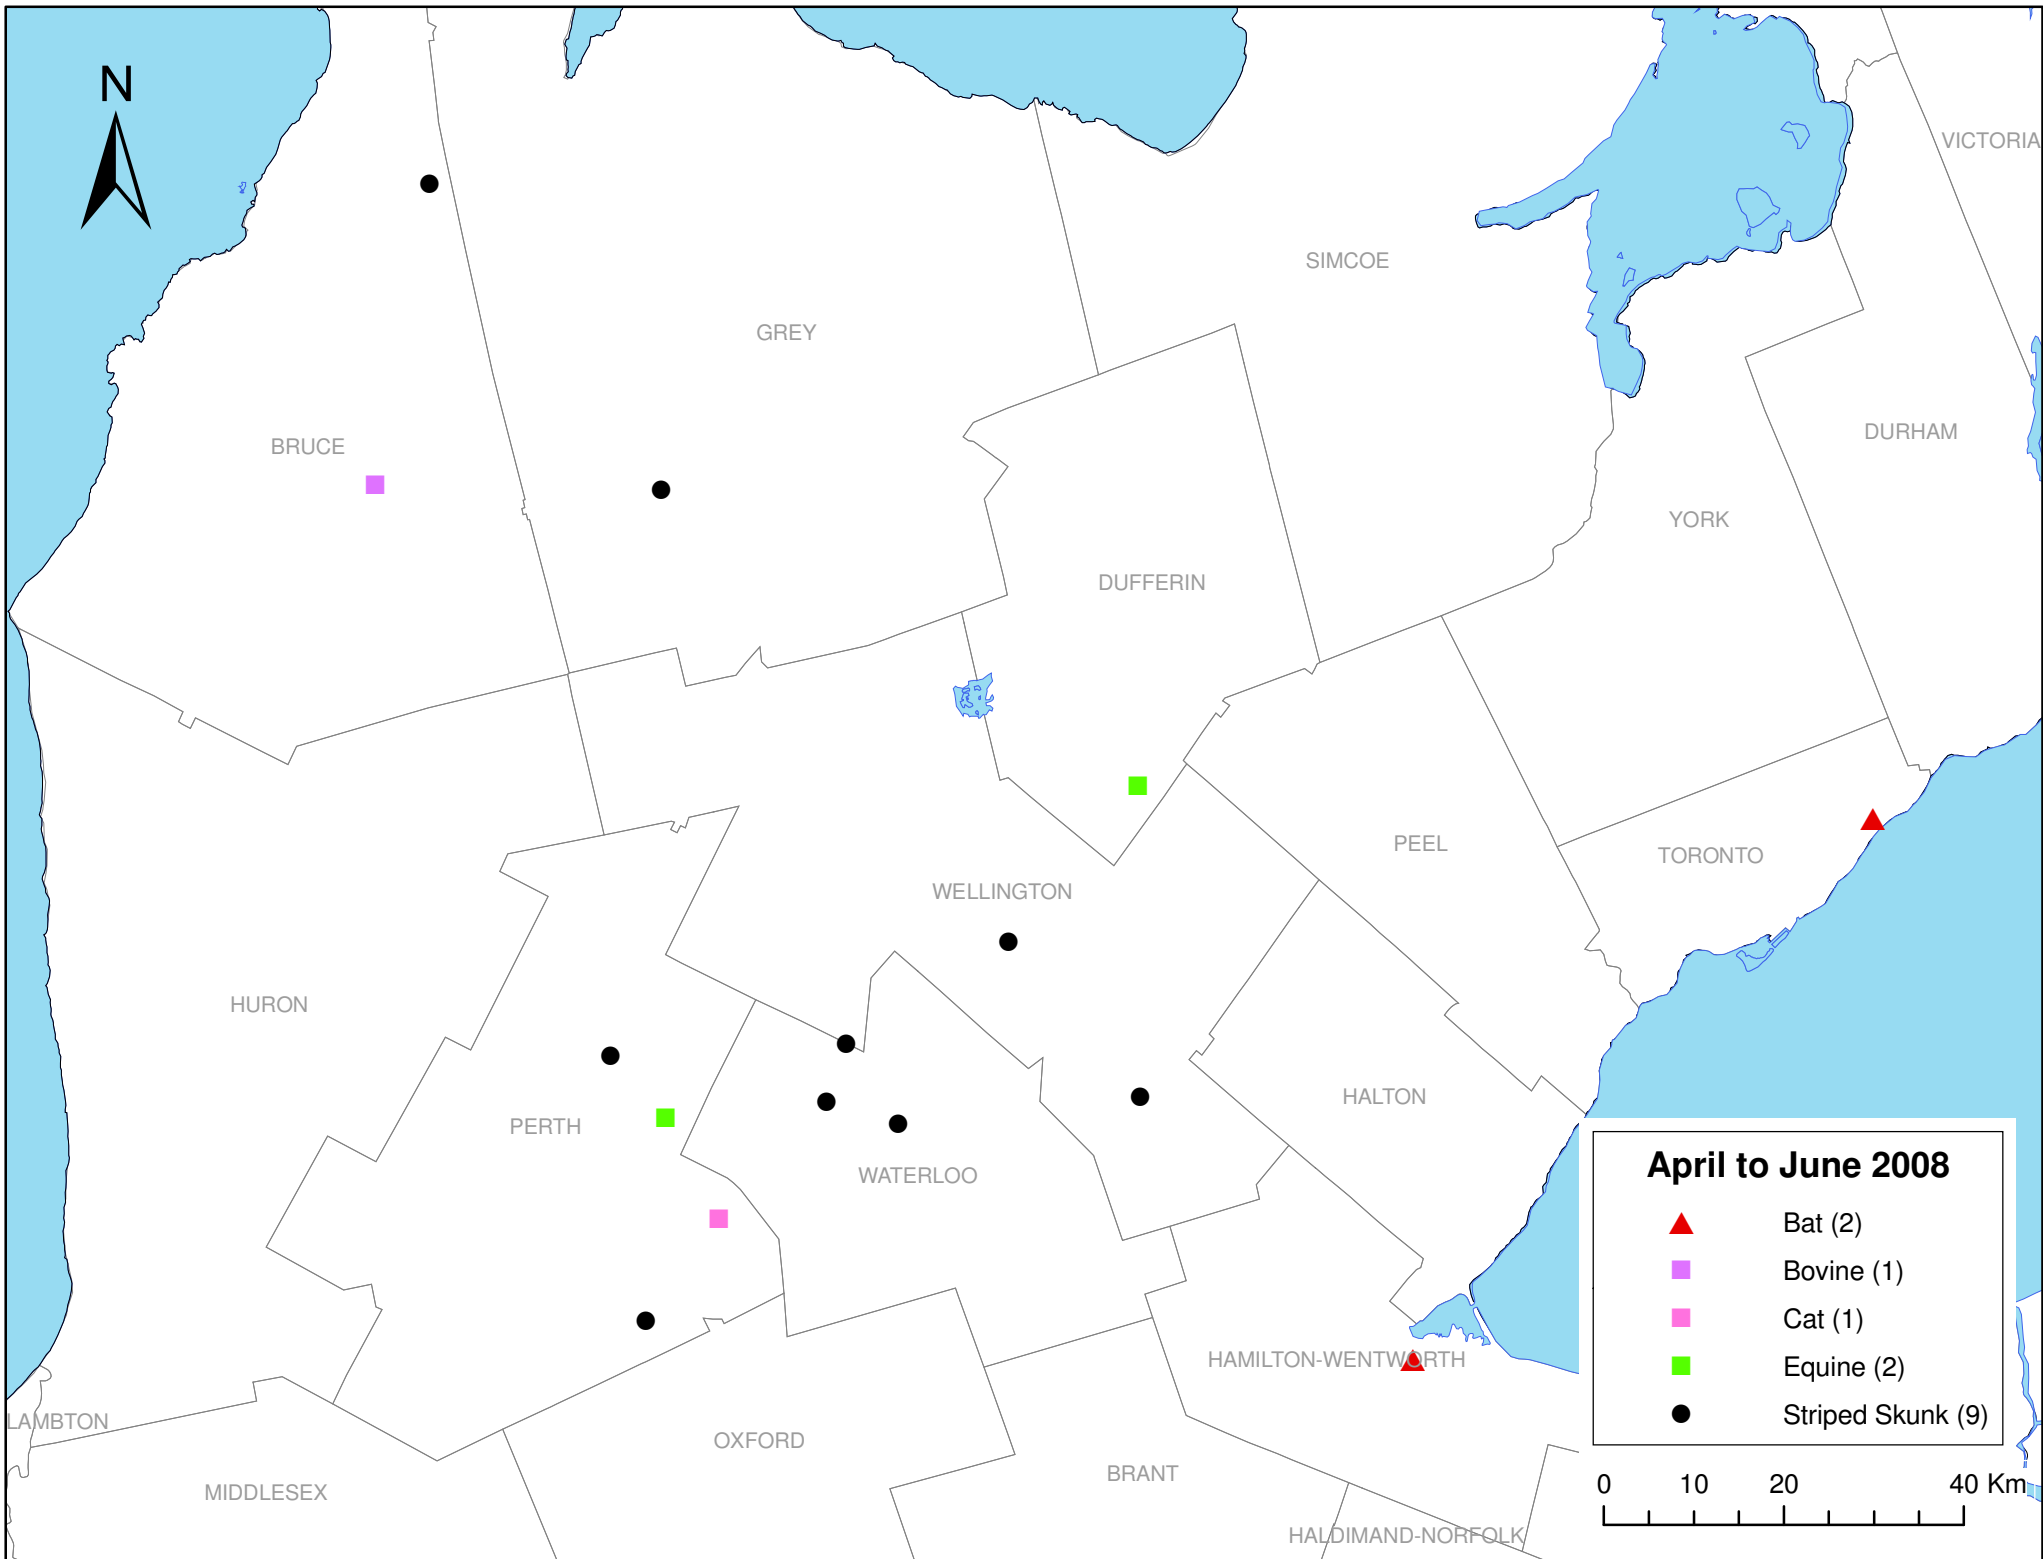 N
VICTORIA
SIMCOE
GREY
DURHAM
BRUCE
YORK
DUFFERIN
PEEL
TORONTO
WELLINGTON
HURON
HALTON
PERTH
WATERLOO
HAMILTON-WENTWORTH
LAMBTON
OXFORD
BRANT
MIDDLESEX
HALDIMAND-NORFOLK
April to June 2008
Bat (2)
Bovine (1)
Cat (1)
Equine (2)
Striped Skunk (9)
0 10 20 40 Km